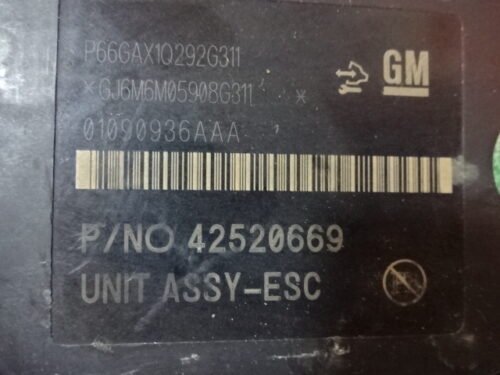 P66GAX1Q292G311
*GJ6M6M05908G311 *
GM
01090936AAA
P/NO 42520669
UNIT ASSY-ESC